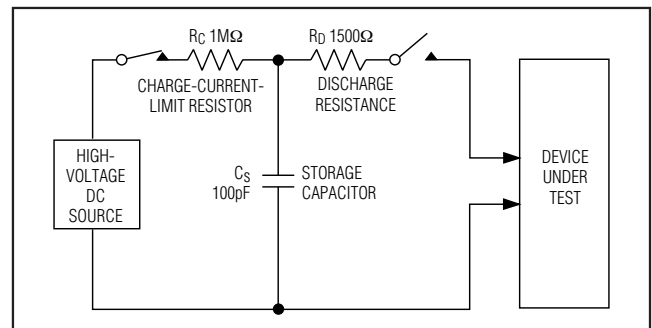 RC 1MΩ
CHARGE-CURRENT-
LIMIT RESISTOR
RD 1500Ω
DISCHARGE
RESISTANCE
HIGH-
VOLTAGE
DC
SOURCE
CS
100pF
STORAGE
CAPACITOR
DEVICE
UNDER
TEST